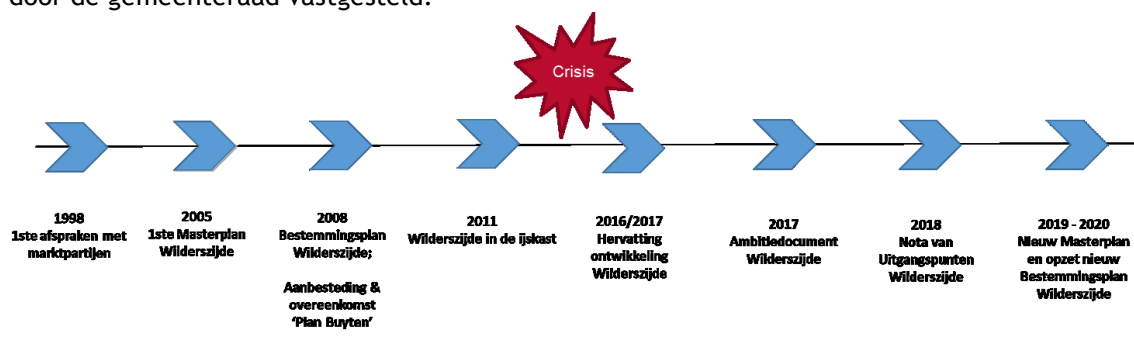 door de gemeenteraad vastgesteld.
Crisis
1998
1ste afspraken met
marktpartijen
2005
1ste Masterplan
Wilderszijde
2008
Bestemmingsplan
Wilderszijde;
Aanbesteding &
overeenkomst
'Plan Buyten'
2011
Wilderszijde in de ijskast
2016/2017
Hervatting
ontwikkeling
Wilderszijde
2017
Ambitiedocument
Wilderszijde
2018
Nota van
Uitgangspunten
Wilderszijde
2019 - 2020
Nieuw Masterplan
en opzet nieuw
Bestemmingsplan
Wilderszijde